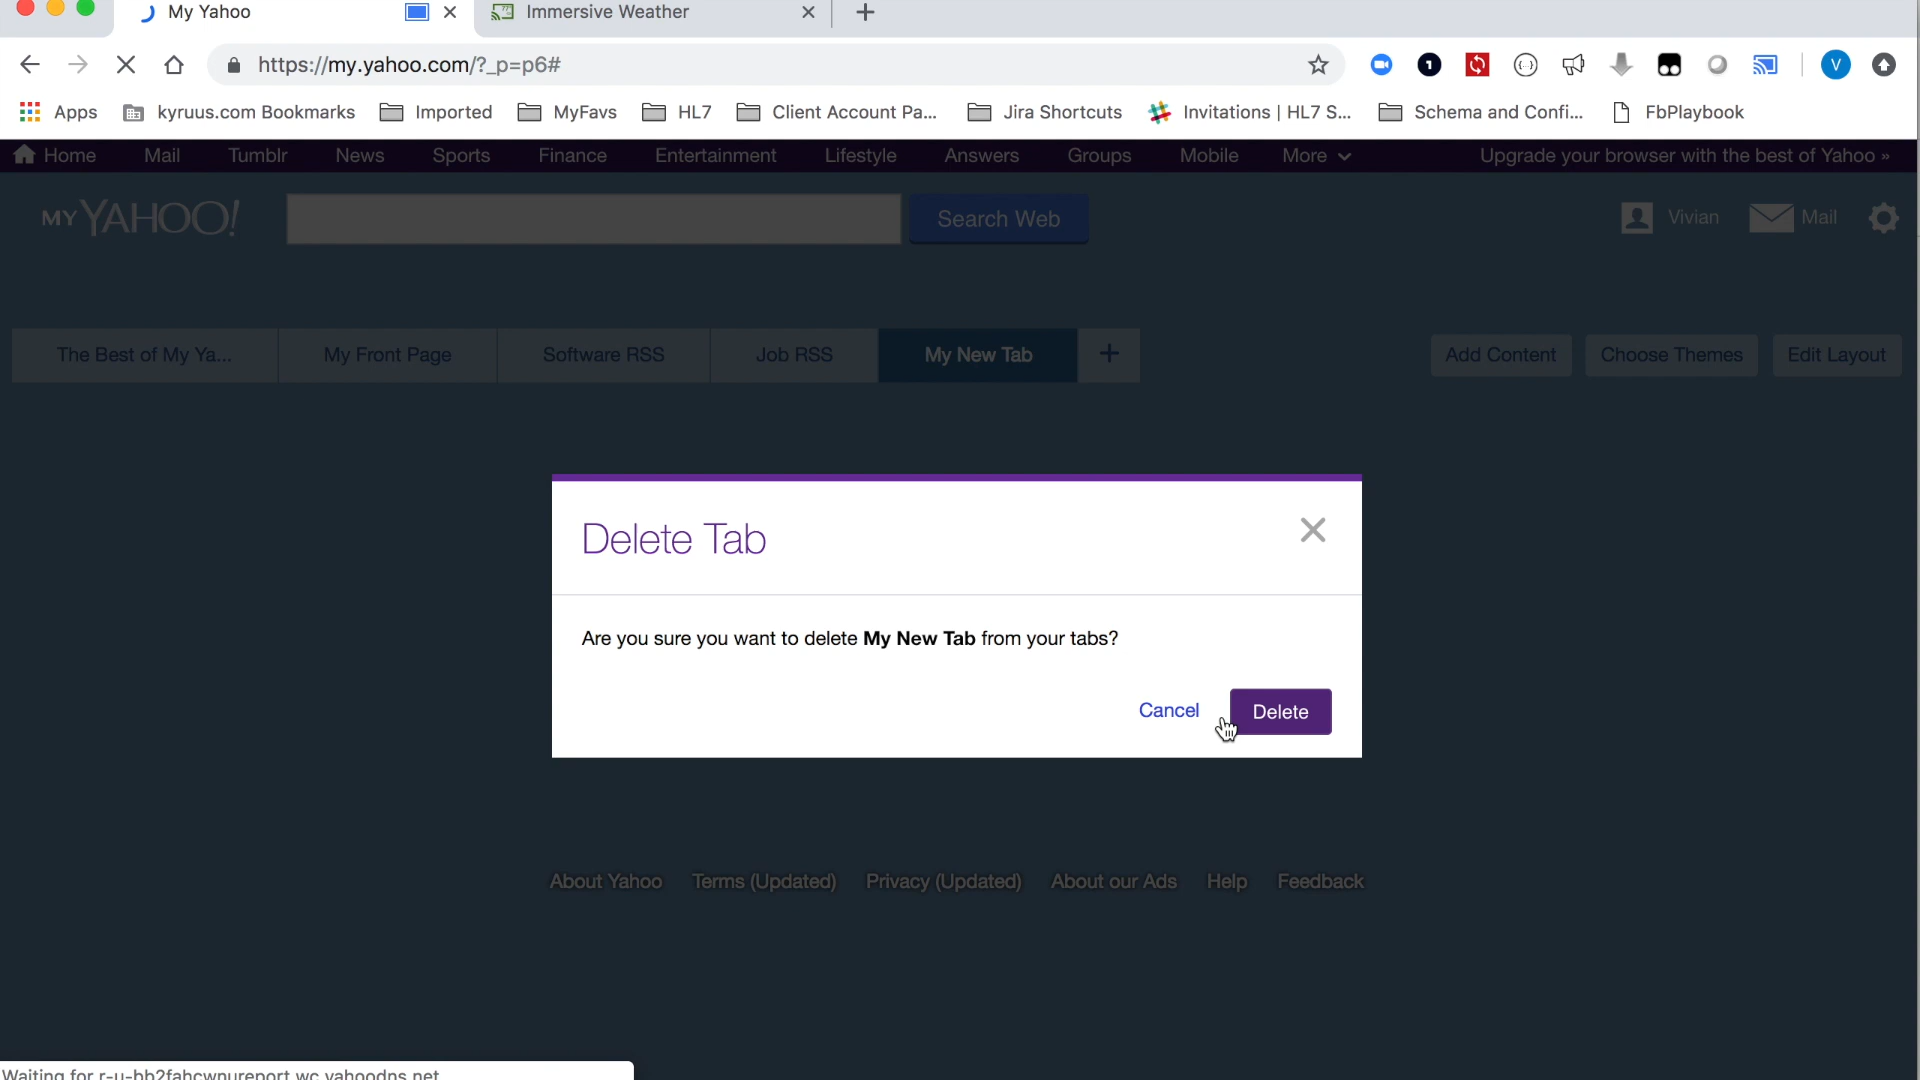 My Yahoo
Immersive Weather
https://my.yahoo.com/?_p=p6#
V
Apps kyruus.com Bookmarks Imported MyFavs HL7 Client Account Pa... Jira Shortcuts Invitations | HL7 S... Schema and Confi... FbPlaybook
Home Mail Tumblr News Sports Finance Entertainment Lifestyle Answers Groups Mobile More Upgrade your browser with the best of Yahoo »
MY YAHOO! Search Web Vivian Mail
The Best of My Ya... My Front Page Software RSS Job RSS My New Tab + Add Content Choose Themes Edit Layout
Delete Tab
Are you sure you want to delete My New Tab from your tabs?
Cancel Delete
About Yahoo Terms (Updated) Privacy (Updated) About our Ads Help Feedback
Waiting for